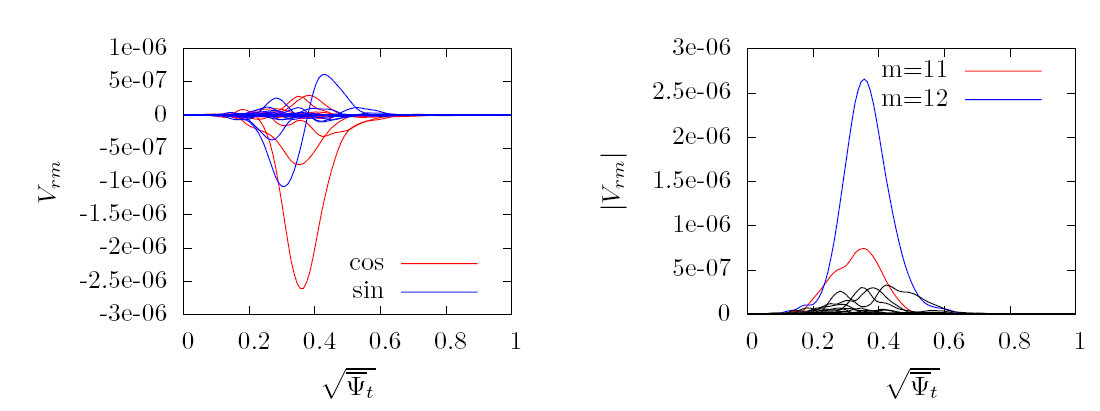 1e-06
5e-07
0
-5e-07
-1e-06
-1.5e-06
-2e-06
-2.5e-06
-3e-06
0 0.2 0.4 0.6 0.8 1
V_{rm}
√Ψ̅_t
cos
sin
3e-06
2.5e-06
2e-06
1.5e-06
1e-06
5e-07
0
0 0.2 0.4 0.6 0.8 1
|V_{rm}|
√Ψ̅_t
m=11
m=12